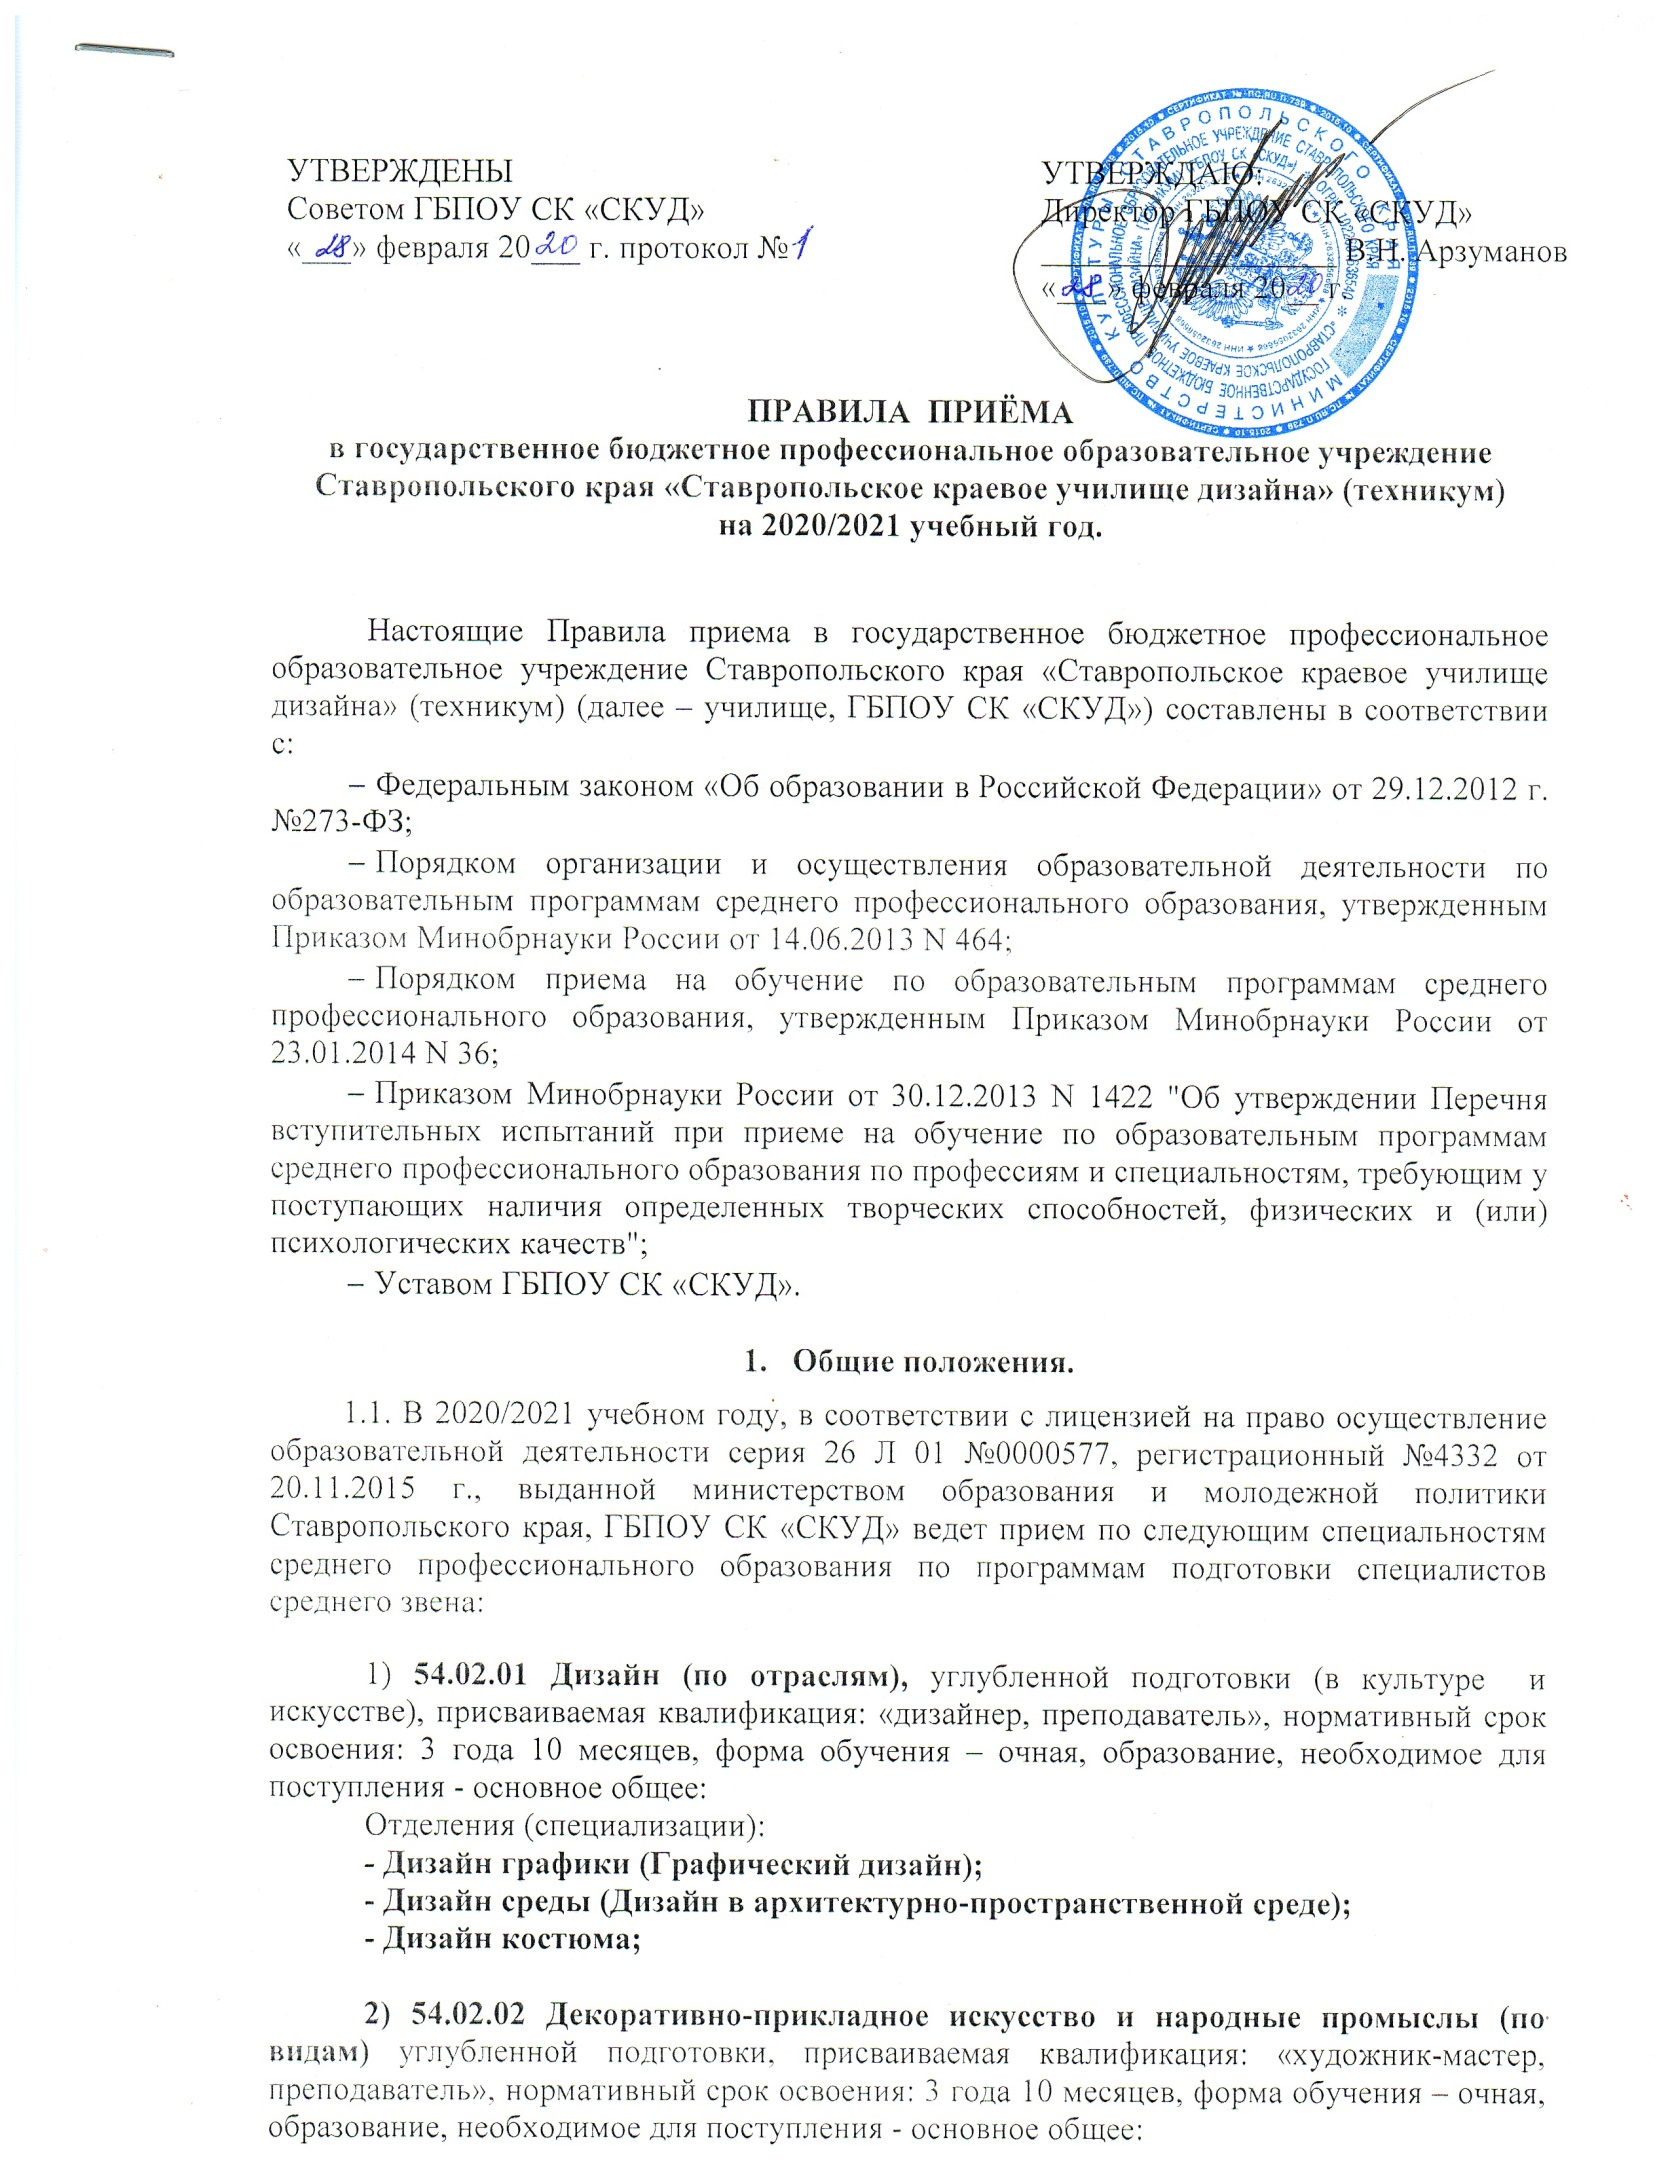 УТВЕРЖДЕНЫ
Советом ГБПОУ СК «СКУД»
«28» февраля 2020 г. протокол №1
УТВЕРЖДАЮ:
Директор ГБПОУ СК «СКУД»
В.Н. Арзуманов
«28» февраля 2020 г.
МИНИСТЕРСТВО КУЛЬТУРЫ СТАВРОПОЛЬСКОГО КРАЯ
ПРАВИЛА ПРИЁМА
в государственное бюджетное профессиональное образовательное учреждение
Ставропольского края «Ставропольское краевое училище дизайна» (техникум)
на 2020/2021 учебный год.
Настоящие Правила приема в государственное бюджетное профессиональное
образовательное учреждение Ставропольского края «Ставропольское краевое училище
дизайна» (техникум) (далее – училище, ГБПОУ СК «СКУД») составлены в соответствии
с:
– Федеральным законом «Об образовании в Российской Федерации» от 29.12.2012 г.
№273-ФЗ;
– Порядком организации и осуществления образовательной деятельности по
образовательным программам среднего профессионального образования, утвержденным
Приказом Минобрнауки России от 14.06.2013 N 464;
– Порядком приема на обучение по образовательным программам среднего
профессионального образования, утвержденным Приказом Минобрнауки России от
23.01.2014 N 36;
– Приказом Минобрнауки России от 30.12.2013 N 1422 "Об утверждении Перечня
вступительных испытаний при приеме на обучение по образовательным программам
среднего профессионального образования по профессиям и специальностям, требующим у
поступающих наличия определенных творческих способностей, физических и (или)
психологических качеств";
– Уставом ГБПОУ СК «СКУД».
1. Общие положения.
1.1. В 2020/2021 учебном году, в соответствии с лицензией на право осуществление
образовательной деятельности серия 26 Л 01 №0000577, регистрационный №4332 от
20.11.2015 г., выданной министерством образования и молодежной политики
Ставропольского края, ГБПОУ СК «СКУД» ведет прием по следующим специальностям
среднего профессионального образования по программам подготовки специалистов
среднего звена:
1) 54.02.01 Дизайн (по отраслям), углубленной подготовки (в культуре и
искусстве), присваиваемая квалификация: «дизайнер, преподаватель», нормативный срок
освоения: 3 года 10 месяцев, форма обучения – очная, образование, необходимое для
поступления - основное общее:
Отделения (специализации):
- Дизайн графики (Графический дизайн);
- Дизайн среды (Дизайн в архитектурно-пространственной среде);
- Дизайн костюма;
2) 54.02.02 Декоративно-прикладное искусство и народные промыслы (по
видам) углубленной подготовки, присваиваемая квалификация: «художник-мастер,
преподаватель», нормативный срок освоения: 3 года 10 месяцев, форма обучения – очная,
образование, необходимое для поступления - основное общее: